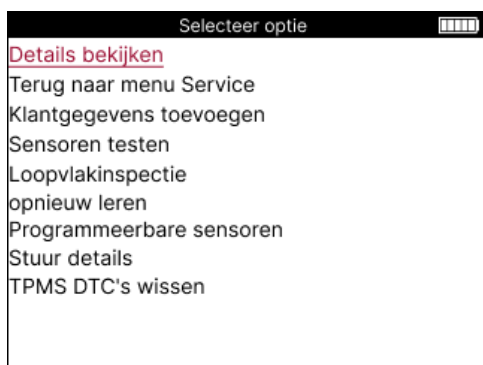 Selecteer optie
Details bekijken
Terug naar menu Service
Klantgegevens toevoegen
Sensoren testen
Loopvlakinspectie
opnieuw leren
Programmeerbare sensoren
Stuur details
TPMS DTC's wissen